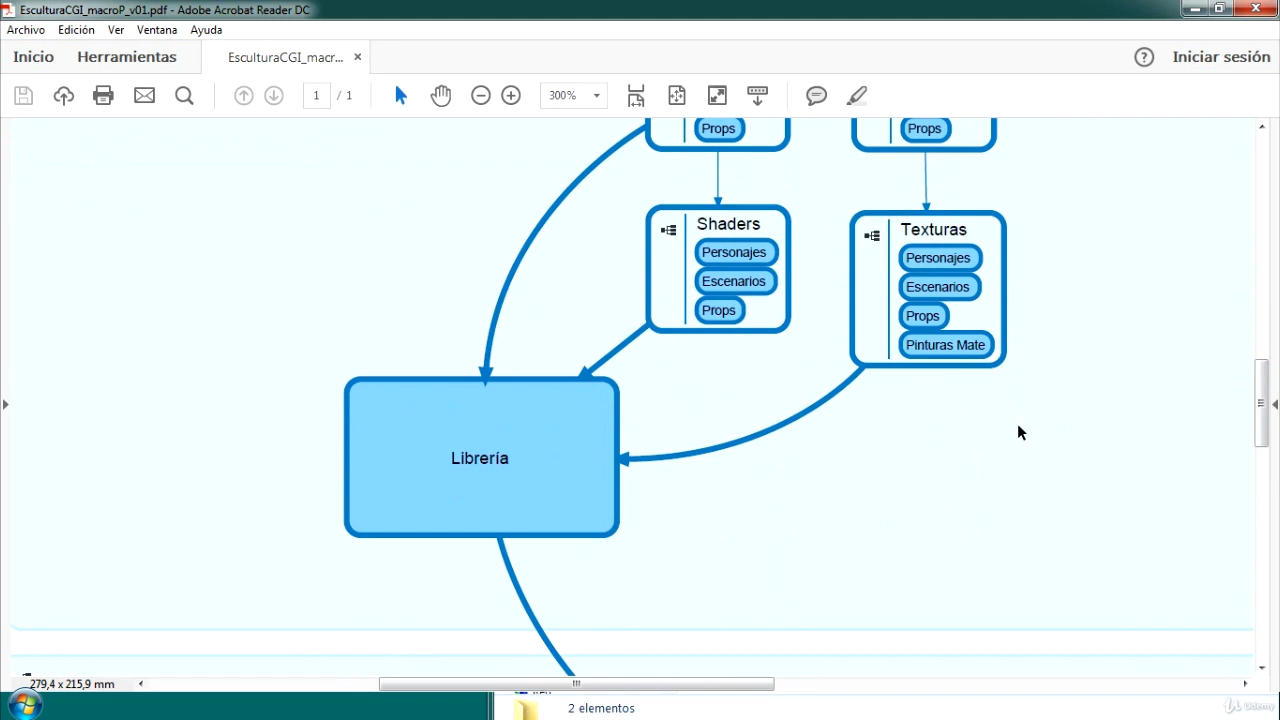 EsculturaCGI_macroP_v01.pdf - Adobe Acrobat Reader DC
Archivo Edición Ver Ventana Ayuda
Inicio Herramientas EsculturaCGI_macr... Iniciar sesión
1 / 1 300%
Props Props
Shaders
Personajes
Escenarios
Props
Texturas
Personajes
Escenarios
Props
Pinturas Mate
Librería
279,4 x 215,9 mm
2 elementos
Udemy